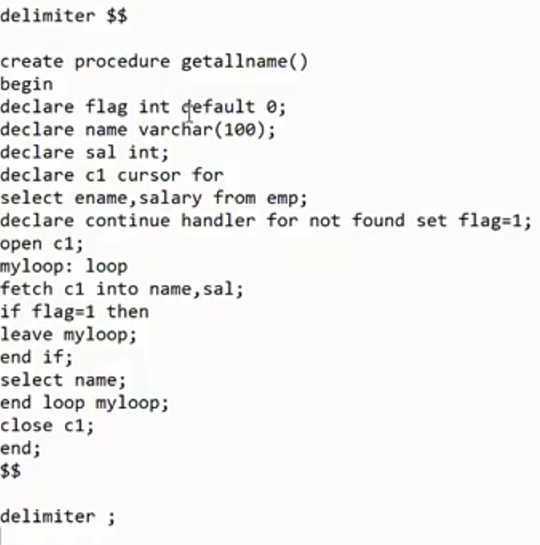 delimiter $$
create procedure getallname()
begin
declare flag int default 0;
declare name varchar(100);
declare sal int;
declare c1 cursor for
select ename,salary from emp;
declare continue handler for not found set flag=1;
open c1;
myloop: loop
fetch c1 into name,sal;
if flag=1 then
leave myloop;
end if;
select name;
end loop myloop;
close c1;
end;
$$
delimiter ;